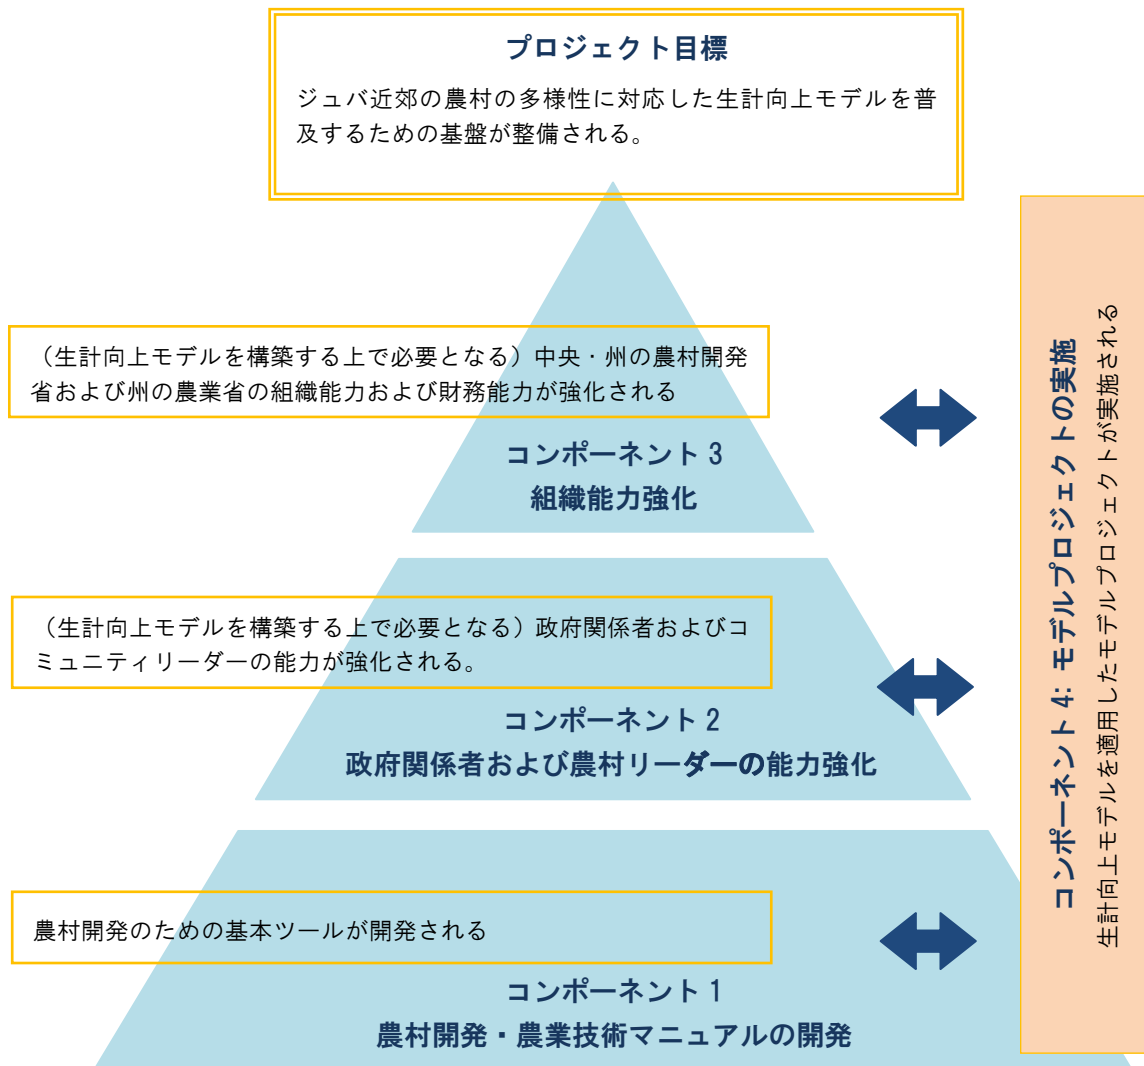 プロジェクト目標
ジュバ近郊の農村の多様性に対応した生計向上モデルを普
及するための基盤が整備される。
（生計向上モデルを構築する上で必要となる）中央・州の農村開発
省および州の農業省の組織能力および財務能力が強化される
コンポーネント 3
組織能力強化
（生計向上モデルを構築する上で必要となる）政府関係者およびコ
ミュニティリーダーの能力が強化される。
コンポーネント 2
政府関係者および農村リーダーの能力強化
農村開発のための基本ツールが開発される
コンポーネント 1
農村開発・農業技術マニュアルの開発
コンポーネント 4: モデルプロジェクトの実施
生計向上モデルを適用したモデルプロジェクトが実施される